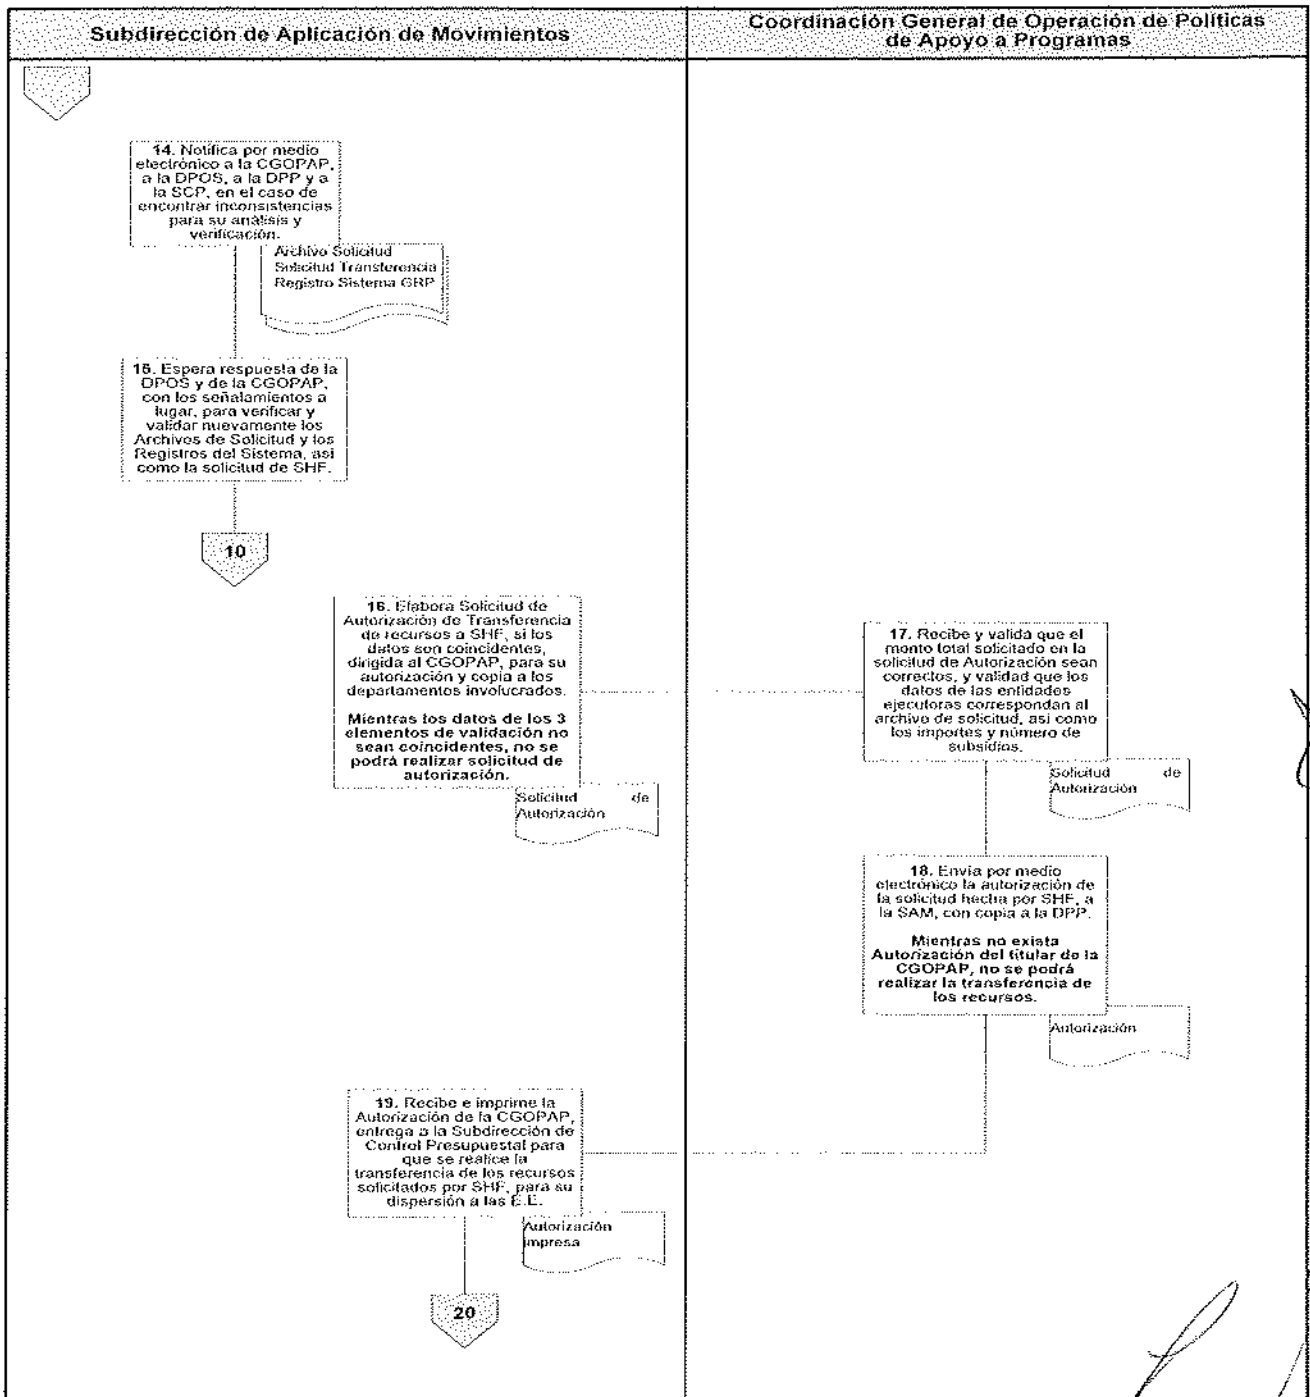 Subdirección de Aplicación de Movimientos
Coordinación General de Operación de Políticas
de Apoyo a Programas
14. Notifica por medio
electrónico a la CGOPAP,
a la DPOS, a la DPP y a
la SCP, en el caso de
encontrar inconsistencias
para su análisis y
verificación.
Archivo Solicitud
Solicitud Transferencia
Registro Sistema GRP
15. Espera respuesta de la
DPOS y de la CGOPAP,
con los señalamientos a
lugar, para verificar y
validar nuevamente los
Archivos de Solicitud y los
Registros del Sistema, así
como la solicitud de SHF.
10
16. Elabora Solicitud de
Autorización de Transferencia
de recursos a SHF, si los
datos son coincidentes,
dirigida al CGOPAP, para su
autorización y copia a los
departamentos involucrados.
Mientras los datos de los 3
elementos de validación no
sean coincidentes, no se
podrá realizar solicitud de
autorización.
Solicitud de
Autorización
17. Recibe y valida que el
monto total solicitado en la
solicitud de Autorización sean
correctos, y validad que los
datos de las entidades
ejecutoras correspondan al
archivo de solicitud, así como
los importes y número de
subsidios.
Solicitud de
Autorización
18. Envía por medio
electrónico la autorización de
la solicitud hecha por SHF, a
la SAM, con copia a la DPP.
Mientras no exista
Autorización del titular de la
CGOPAP, no se podrá
realizar la transferencia de
los recursos.
Autorización
19. Recibe e imprime la
Autorización de la CGOPAP,
entrega a la Subdirección de
Control Presupuestal para
que se realice la
transferencia de los recursos
solicitados por SHF, para su
dispersión a las E.E.
Autorización
impresa
20